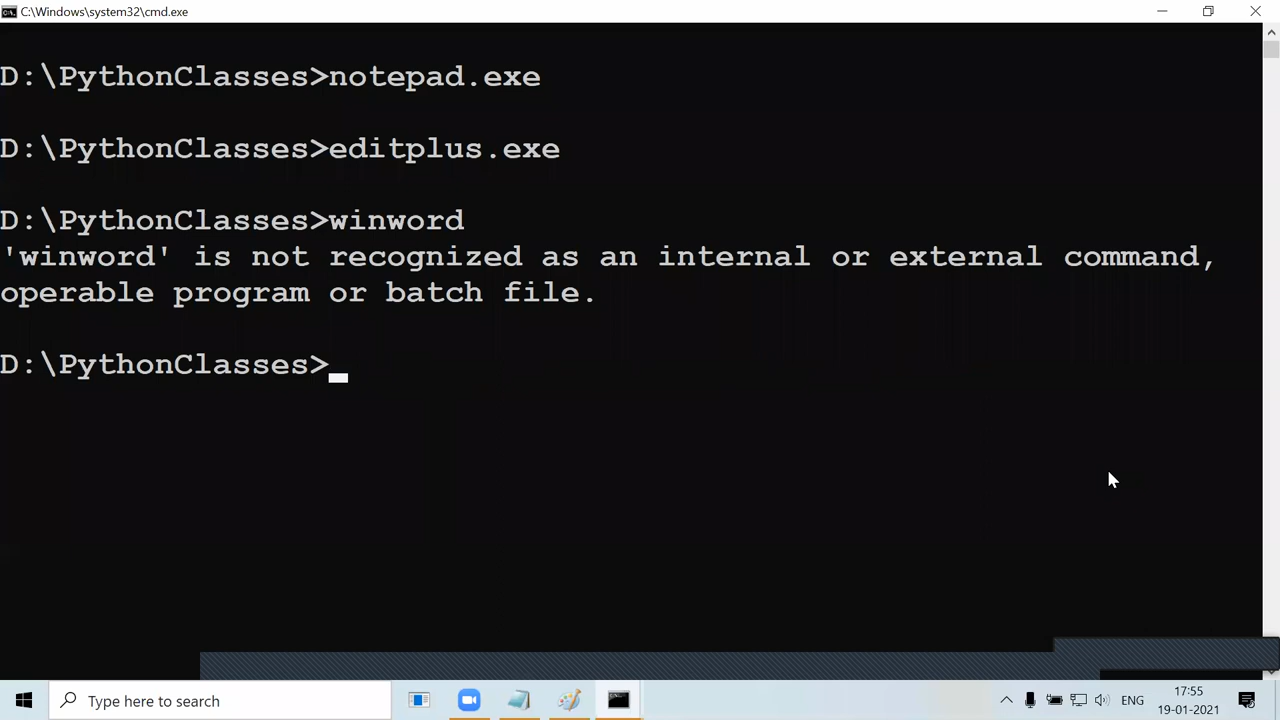 C:\Windows\system32\cmd.exe
D:\PythonClasses>notepad.exe
D:\PythonClasses>editplus.exe
D:\PythonClasses>winword
'winword' is not recognized as an internal or external command,
operable program or batch file.
D:\PythonClasses>
Type here to search
ENG
17:55
19-01-2021